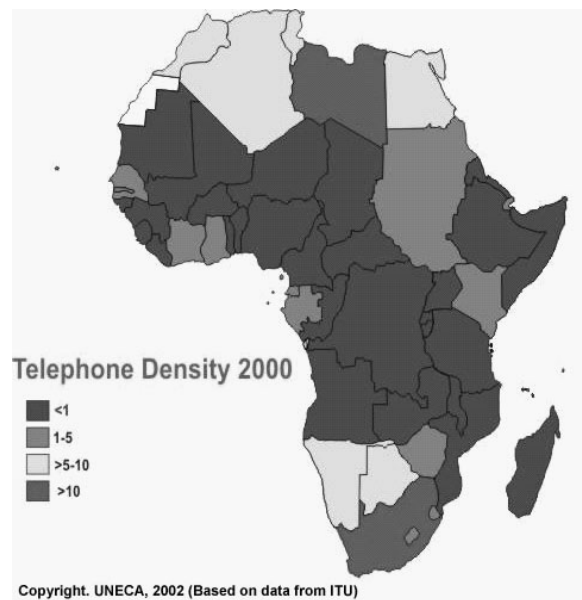 Telephone Density 2000
<1
1-5
>5-10
>10
Copyright. UNECA, 2002 (Based on data from ITU)